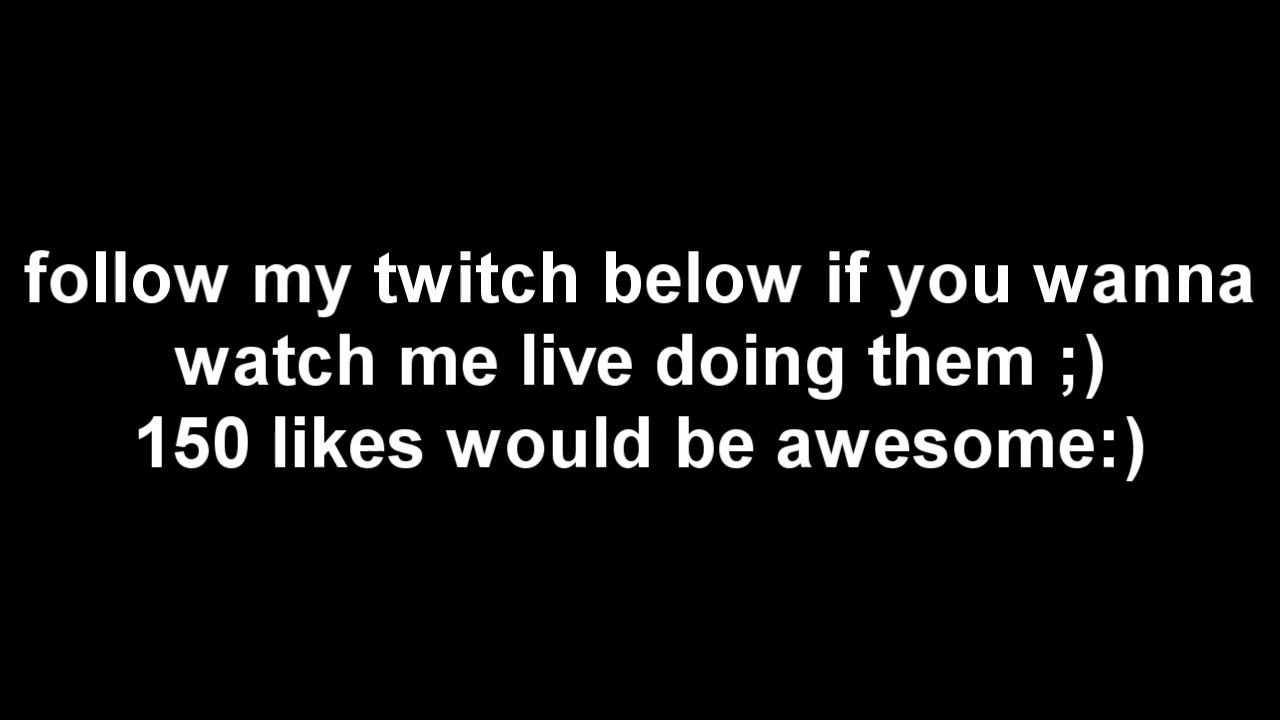 follow my twitch below if you wanna
watch me live doing them ;)
150 likes would be awesome:)